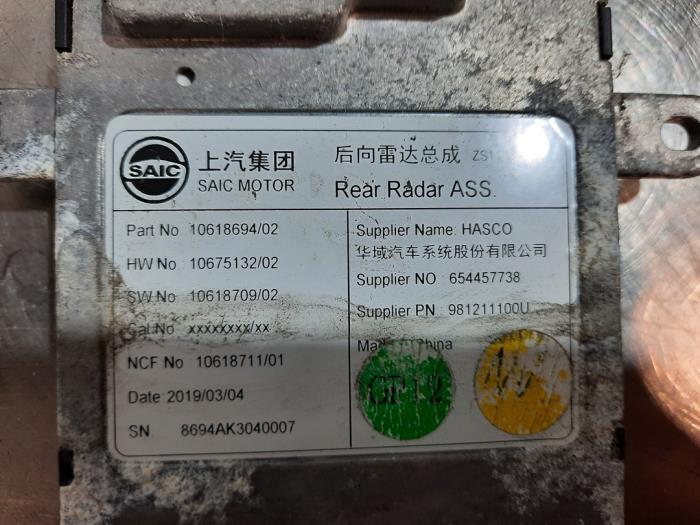 SAIC
上汽集团
SAIC MOTOR
后向雷达总成
Rear Radar ASS.
Part No 10618694/02
HW No 10675132/02
SW No 10618709/02
Cal No xxxxxxxx/xx
NCF No 10618711/01
Date 2019/03/04
SN 8694AK3040007
Supplier Name: HASCO
华域汽车系统股份有限公司
Supplier NO 654457738
Supplier PN 981211100U
Made China
GP12